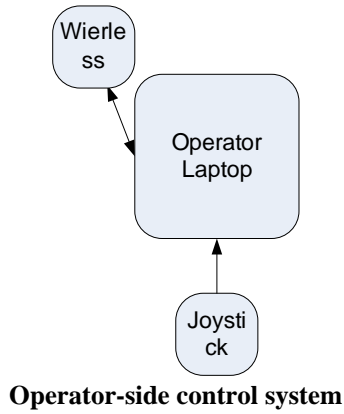 Wierle
ss
Operator
Laptop
Joysti
ck
Operator-side control system